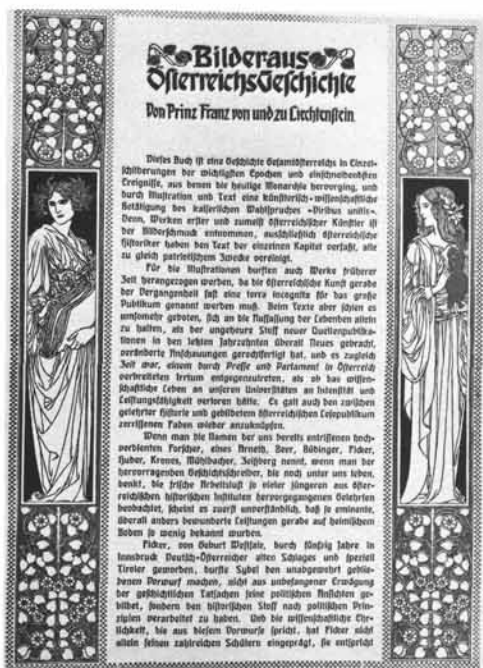 Bilder aus
Österreichs Geschichte
Von Prinz Franz von und zu Liechtenstein.
Dieses Buch ist eine Geschichte Gesamtösterreichs in Einzel-
schilderungen der wichtigsten Epochen und einschneidendsten
Ereignisse, aus denen die heutige Monarchie hervorging, und
durch Illustration und Text eine künstlerisch-wissenschaftliche
Betätigung des kaiserlichen Wahlspruches »Viribus unitis«.
Denn, Werken erster und zumeist österreichischer Künstler ist
der Bilderschmuck entnommen, ausschließlich österreichische
Historiker haben den Text der einzelnen Kapitel verfaßt, alle
zu gleich patriotischem Zwecke vereinigt.
Für die Illustrationen durften auch Werke früherer
Zeit herangezogen werden, da die österreichische Kunst gerade
der Vergangenheit fast eine terra incognita für das große
Publikum genannt werden muß. Beim Texte aber schien es
umsomehr geboten, sich an die Auffassung der Lebenden allein
zu halten, als der ungeheure Stoff neuer Quellenpublika-
tionen in den letzten Jahrzehnten überall Neues gebracht,
veränderte Anschauungen gerechtfertigt hat, und es zugleich
Zeit war, einem durch Presse und Parlament in Österreich
verbreiteten Irrtum entgegenzutreten, als ob das wissen-
schaftliche Leben an unseren Universitäten an Intensität und
Leistungsfähigkeit verloren hätte. Es galt auch den zwischen
gelehrter Historie und gebildetem österreichischen Lesepublikum
zerrissenen Faden wieder anzuknüpfen.
Wenn man die Namen der uns bereits entrissenen hoch-
verdienten Forscher, eines Arneth, Beer, Büdinger, Ficker,
Huber, Krones, Mühlbacher, Zeißberg nennt, wenn man der
hervorragenden Geschichtschreiber, die noch unter uns leben,
denkt, die frische Arbeitslust so vieler jüngeren aus öster-
reichischen historischen Instituten hervorgegangenen Gelehrten
beobachtet, scheint es zuerst unverständlich, daß so eminente,
überall anders bewunderte Leistungen gerade auf heimischem
Boden so wenig bekannt wurden.
Ficker, von Geburt Westfale, durch fünfzig Jahre in
Innsbruck Deutsch-Österreicher alten Schlages und speziell
Tiroler geworden, durfte Sybel den unabgewehrt geblie-
benen Vorwurf machen, nicht aus unbefangener Erwägung
der geschichtlichen Tatsachen seine politischen Ansichten ge-
bildet, sondern den historischen Stoff nach politischen Prin-
zipien verarbeitet zu haben. Und die wissenschaftliche Ehr-
lichkeit, die aus diesem Vorwurfe spricht, hat Ficker nicht
allein seinen zahlreichen Schülern eingeprägt, sie entspricht